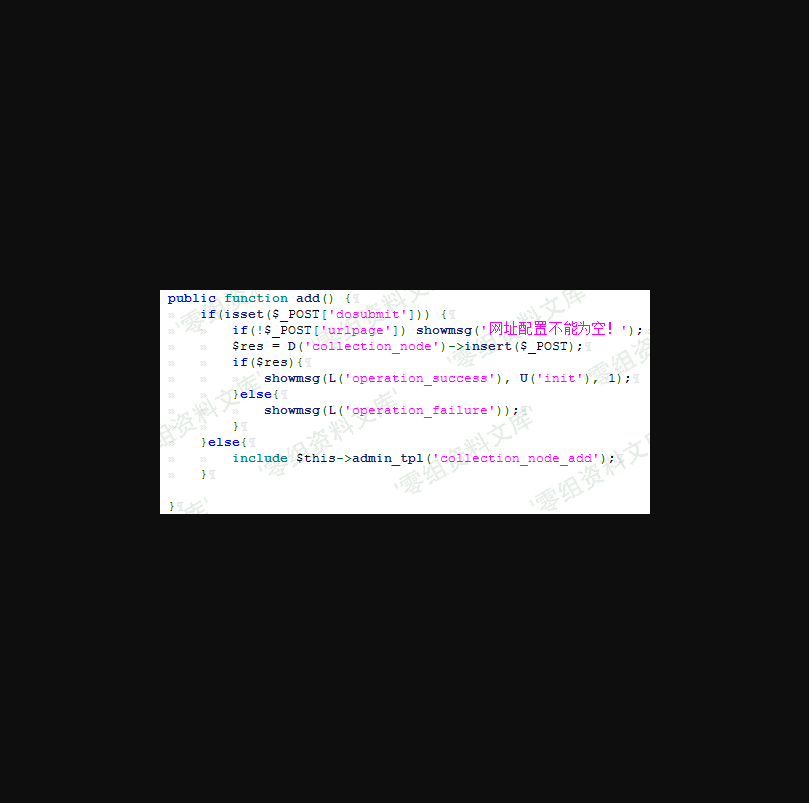 public function add() {
if(isset($_POST['dosubmit'])) {
if(!$_POST['urlpage']) showmsg('网址配置不能为空！');
$res = D('collection_node')->insert($_POST);
if($res){
showmsg(L('operation_success'), U('init'), 1);
}else{
showmsg(L('operation_failure'));
}
}else{
include $this->admin_tpl('collection_node_add');
}
}
'零组资料文库'